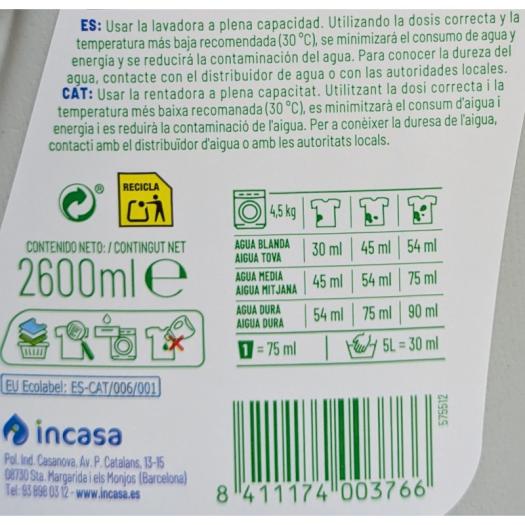 ES: Usar la lavadora a plena capacidad. Utilizando la dosis correcta y la
temperatura más baja recomendada (30 °C), se minimizará el consumo de agua y
energía y se reducirá la contaminación del agua. Para conocer la dureza del
agua, contacte con el distribuidor de agua o con las autoridades locales.
CAT: Usar la rentadora a plena capacitat. Utilitzant la dosi correcta i la
temperatura més baixa recomanada (30 °C), es minimitzarà el consum d'aigua i
energia i es reduirà la contaminació de l'aigua. Per a conèixer la duresa de l'aigua,
contacti amb el distribuïdor d'aigua o amb les autoritats locals.
®
RECICLA
CONTENIDO NETO: / CONTINGUT NET
2600ml e
4,5 kg
AGUA BLANDA
AIGUA TOVA
30 ml 45 ml 54 ml
AGUA MEDIA
AIGUA MITJANA
45 ml 54 ml 75 ml
AGUA DURA
AIGUA DURA
54 ml 75 ml 90 ml
1 = 75 ml
5L = 30 ml
EU Ecolabel: ES-CAT/006/001
incasa
Pol. Ind. Casanova, Av. P. Catalans, 13-15
08730 Sta. Margarida i els Monjos (Barcelona)
Tel: 93 898 03 12 - www.incasa.es
8 411174 003766
575512